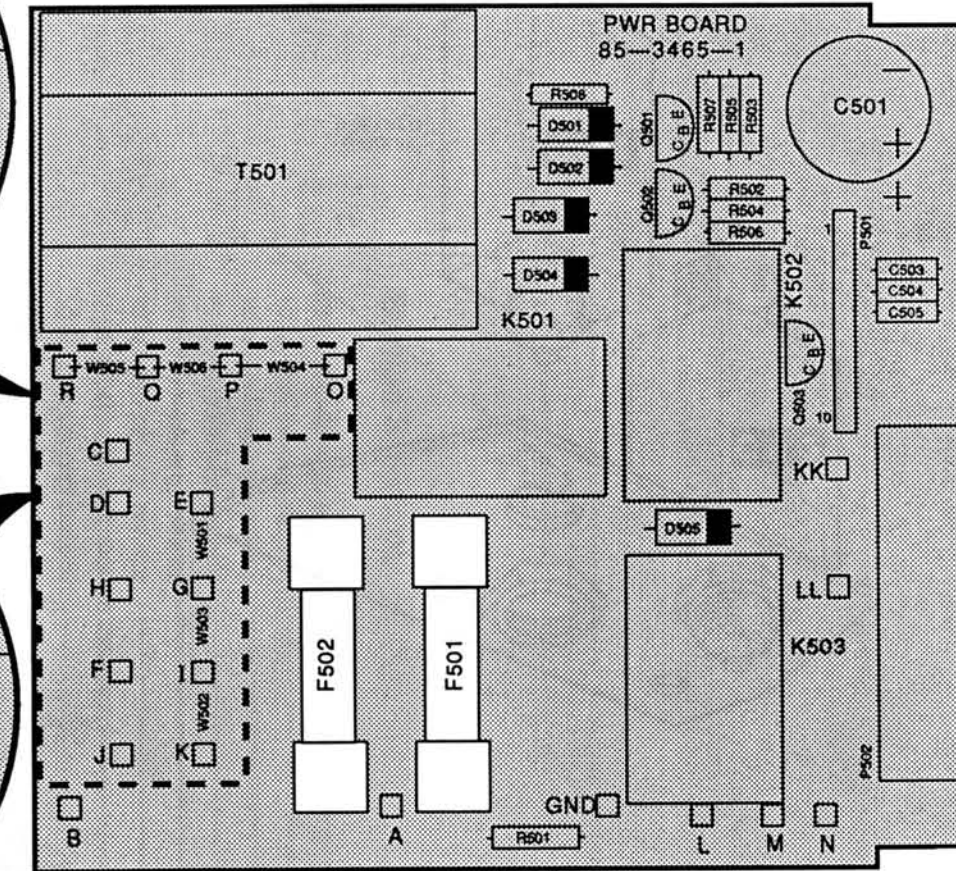 PWR BOARD
85—3465—1
R508
D501
D502
D503
D504
Q501
C B E
Q502
C B E
R507
R505
R503
R502
R504
R506
C501
T501
K501
K502
1
P501
10
C503
C504
C505
Q503
C B E
R
W505
Q
W506
P
W504
O
C
D
E
W501
H
G
W503
F
I
W502
J
K
B
F502
F501
A
GND
R501
D505
KK
LL
K503
P502
L
M
N